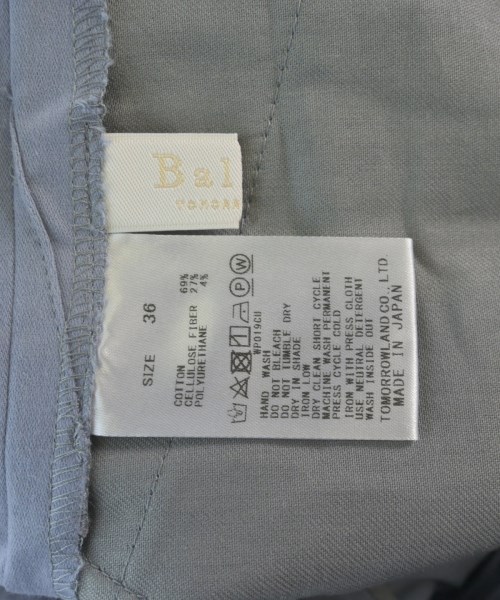 Bal
SIZE 36
COTTON 69%
CELLULOSE FIBER 27%
POLYURETHANE 4%
P W
WP019CU
HAND WASH
DO NOT BLEACH
DO NOT TUMBLE DRY
DRY IN SHADE
IRON LOW
DRY CLEAN SHORT CYCLE
MACHINE WASH PERMANENT
PRESS CYCLE COLD
IRON WITH PRESS CLOTH
USE NEUTRAL DETERGENT
WASH INSIDE OUT
TOMORROWLAND CO., LTD.
MADE IN JAPAN